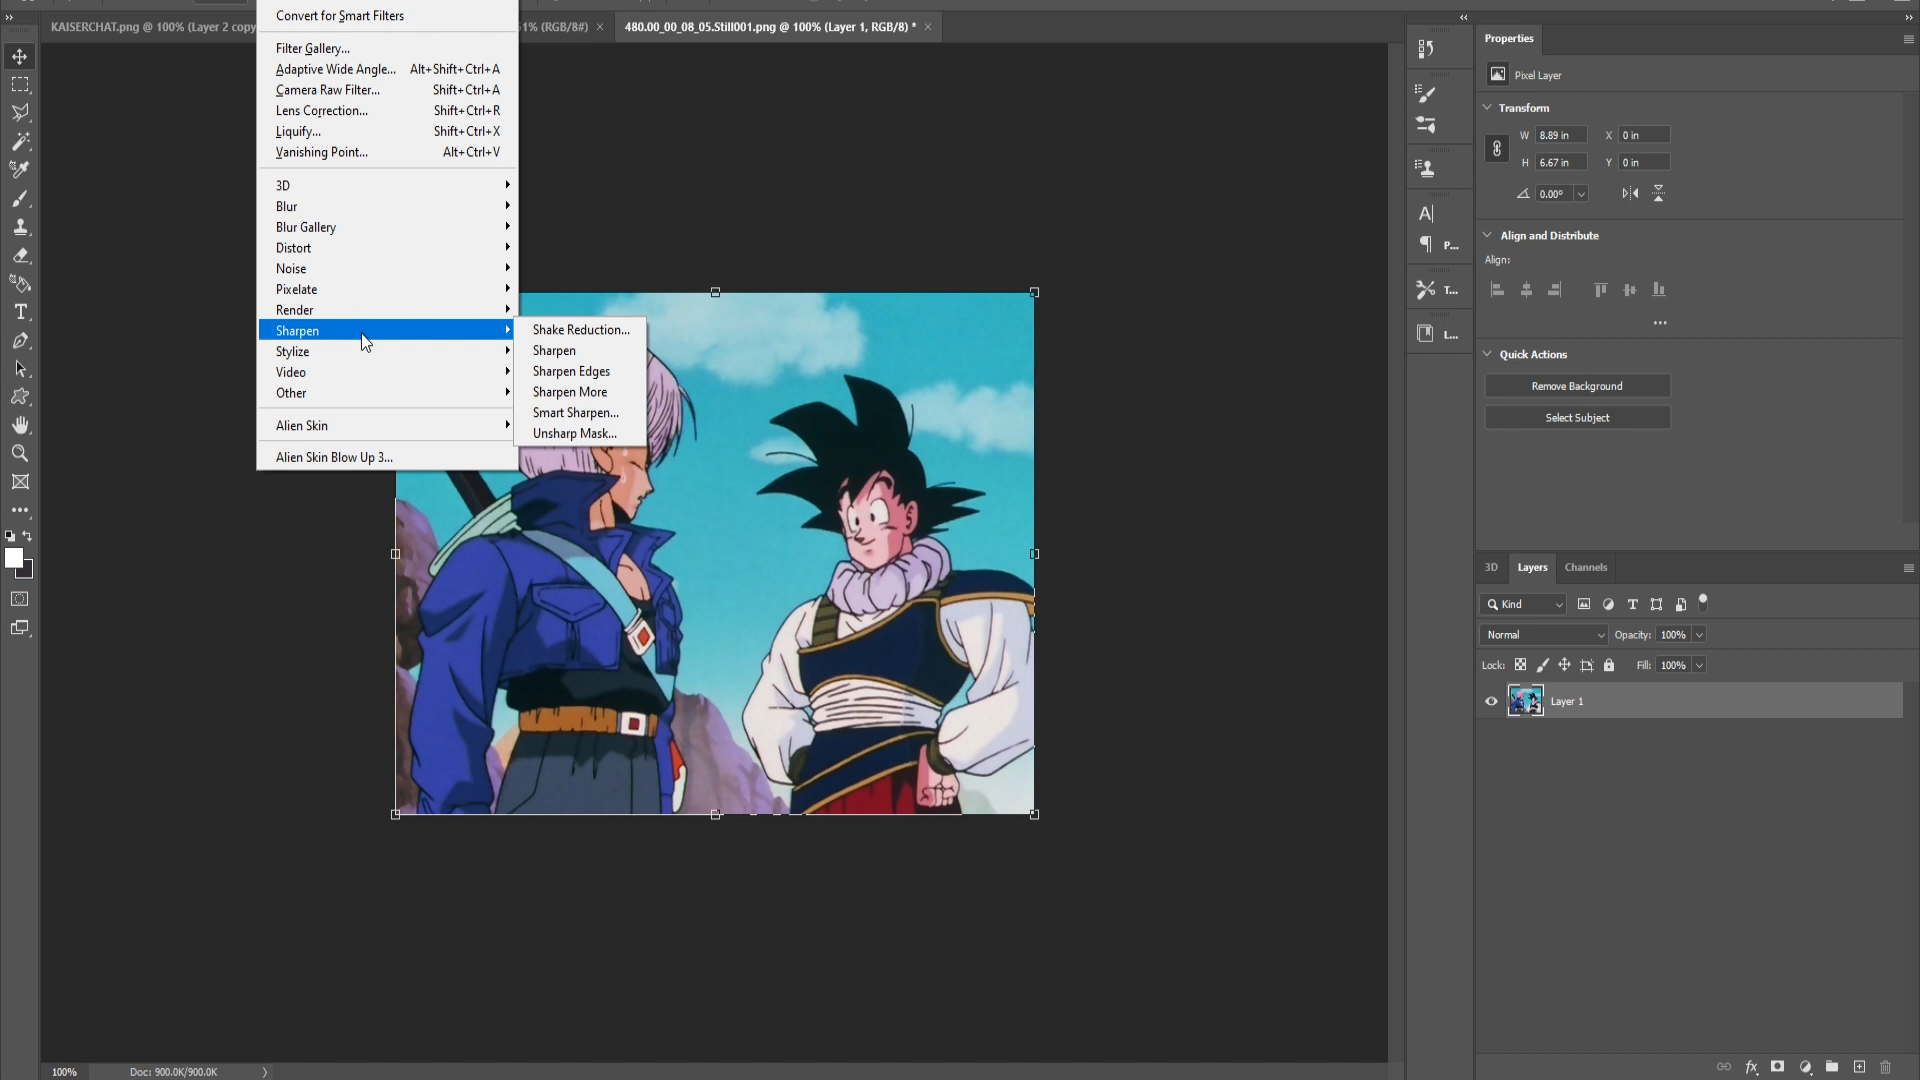 Convert for Smart Filters
KAISERCHAT.png @ 100% (Layer 2 copy
51% (RGB/8#) ×
480.00_00_08_05.Still001.png @ 100% (Layer 1, RGB/8) * ×
Filter Gallery...
Adaptive Wide Angle... Alt+Shift+Ctrl+A
Camera Raw Filter... Shift+Ctrl+A
Lens Correction... Shift+Ctrl+R
Liquify... Shift+Ctrl+X
Vanishing Point... Alt+Ctrl+V
3D
Blur
Blur Gallery
Distort
Noise
Pixelate
Render
Sharpen
Stylize
Video
Other
Alien Skin
Alien Skin Blow Up 3...
Shake Reduction...
Sharpen
Sharpen Edges
Sharpen More
Smart Sharpen...
Unsharp Mask...
P...
T...
L...
Properties
Pixel Layer
Transform
W 8.89 in X 0 in
H 6.67 in Y 0 in
0.00°
Align and Distribute
Align:
Quick Actions
Remove Background
Select Subject
3D Layers Channels
Kind
Normal Opacity: 100%
Lock: Fill: 100%
Layer 1
100% Doc: 900.0K/900.0K